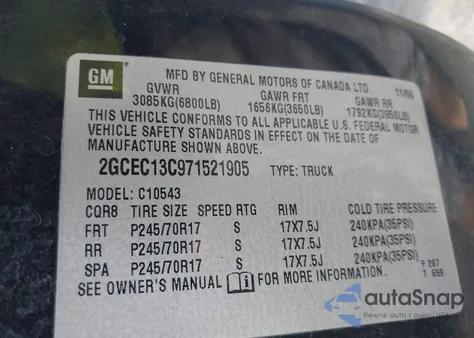 GM
MFD BY GENERAL MOTORS OF CANADA LTD. 11/06
GVWR GAWR FRT GAWR RR
3085KG(6800LB) 1656KG(3650LB) 1792KG(3950LB)
THIS VEHICLE CONFORMS TO ALL APPLICABLE U.S. FEDERAL MOTOR
VEHICLE SAFETY STANDARDS IN EFFECT ON THE DATE OF
MANUFACTURE SHOWN ABOVE.
2GCEC13C971521905 TYPE: TRUCK
MODEL: C10543
CQR8 TIRE SIZE SPEED RTG RIM COLD TIRE PRESSURE
FRT P245/70R17 S 17X7.5J 240KPA(35PSI)
RR P245/70R17 S 17X7.5J 240KPA(35PSI)
SPA P245/70R17 S 17X7.5J 240KPA(35PSI)
SEE OWNER'S MANUAL FOR MORE INFORMATION.
F 287
T 659
autoSnap